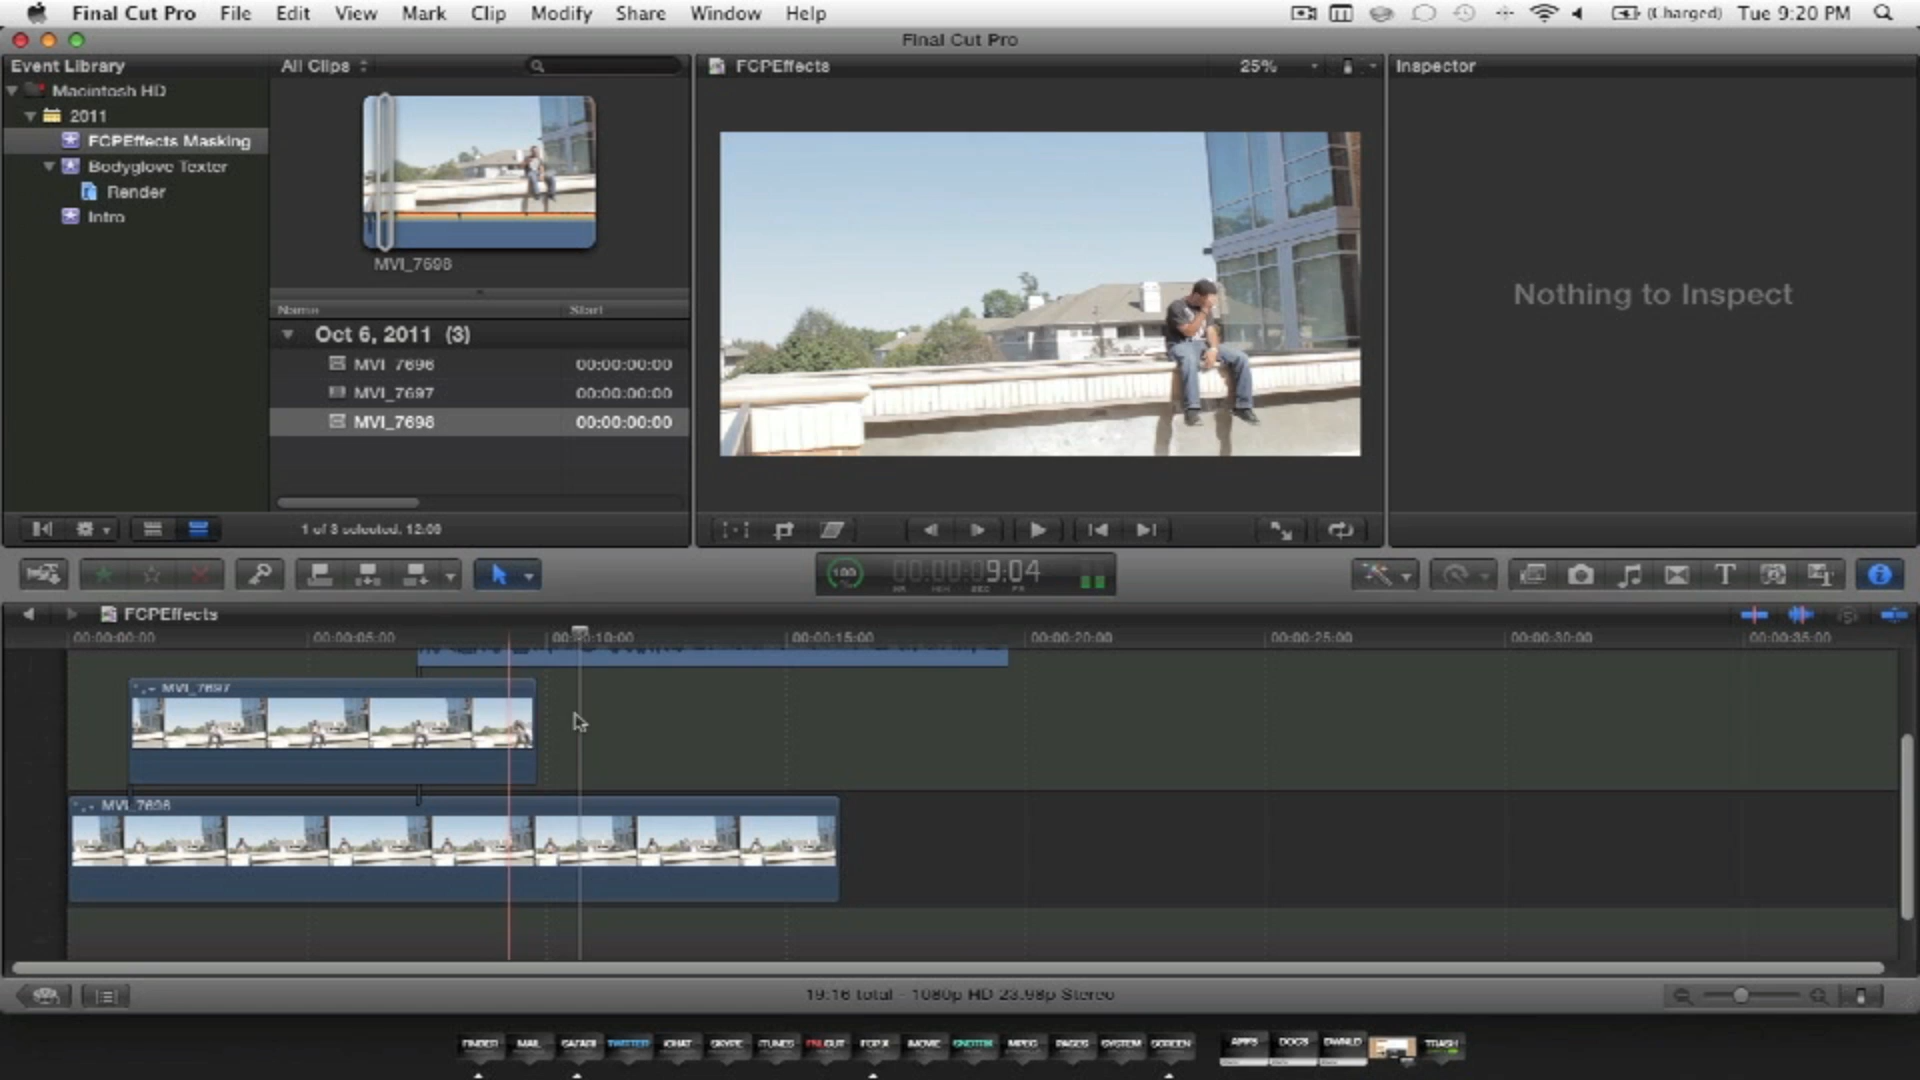 Final Cut Pro File Edit View Mark Clip Modify Share Window Help (Charged) Tue 9:20 PM
Final Cut Pro
Event Library
All Clips
FCPEffects
25%
Inspector
Macintosh HD
2011
FCPEffects Masking
Bodyglove Texter
Render
Intro
MVI_7698
Name Start
Oct 6, 2011 (3)
MVI_7696 00:00:00:00
MVI_7697 00:00:00:00
MVI_7698 00:00:00:00
1 of 3 selected, 12:09
Nothing to Inspect
100
%
00:00:09:04
HR MIN SEC FR
FCPEffects
00:00:00:00 00:00:05:00 00:00:10:00 00:00:15:00 00:00:20:00 00:00:25:00 00:00:30:00 00:00:35:00
MVI_7697
MVI_7698
19:16 total - 1080p HD 23.98p Stereo
FINDER MAIL SAFARI TWITTER ICHAT SKYPE ITUNES FNLCUT FCPX IMOVIE MPEG PAGES SYSTEM SCREEN APPS DOCS DWNLD TRASH